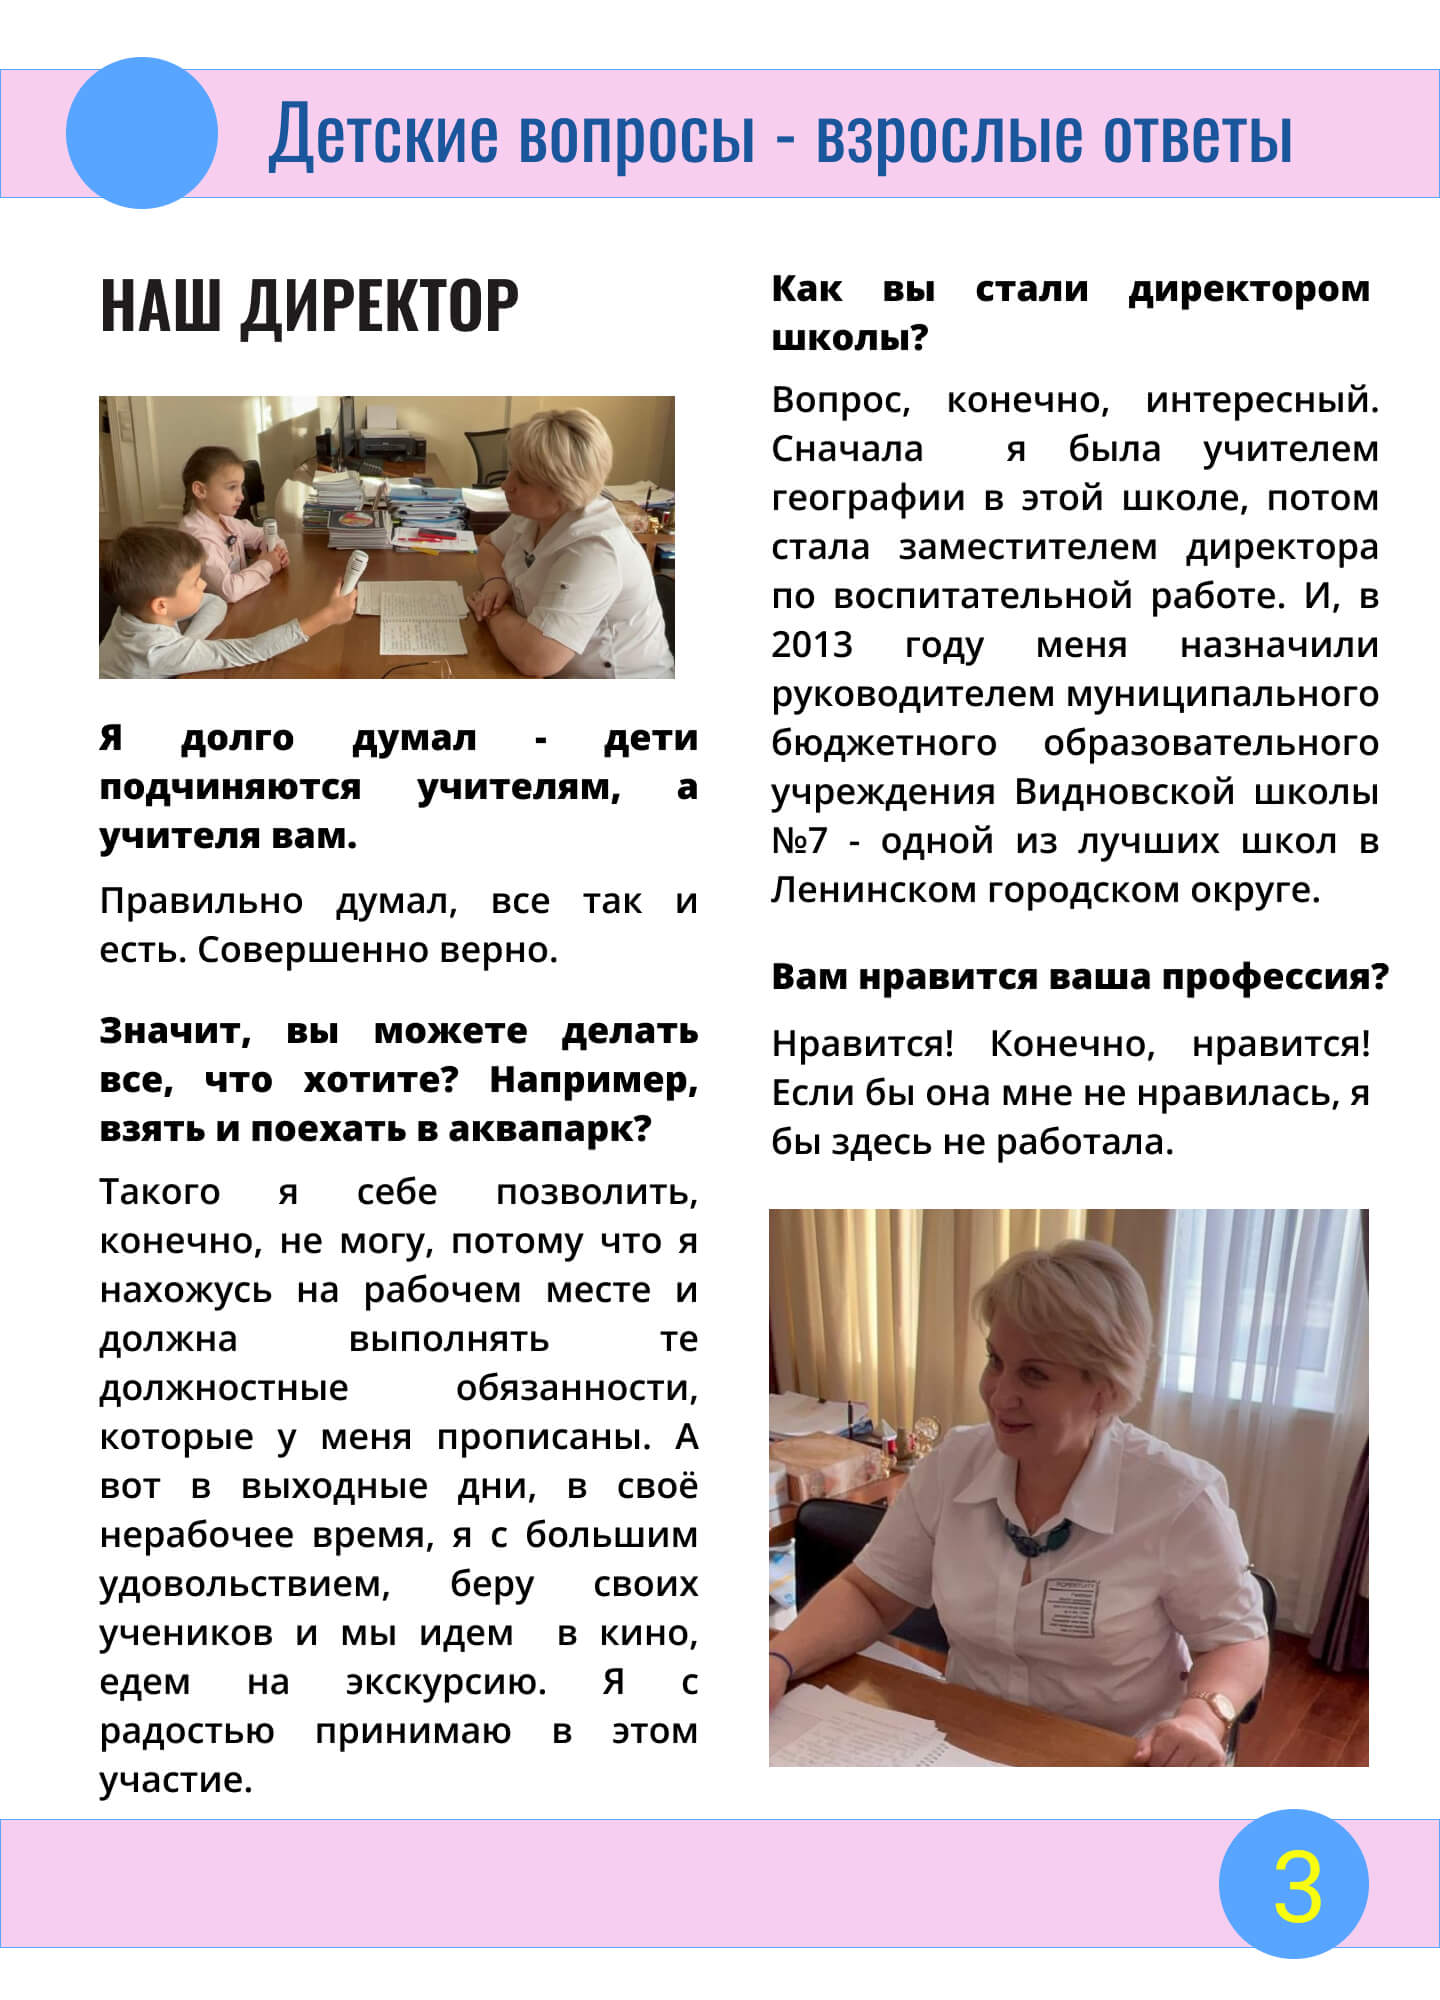 Детские вопросы - взрослые ответы
НАШ ДИРЕКТОР
Я долго думал - дети
подчиняются учителям, а
учителя вам.
Правильно думал, все так и
есть. Совершенно верно.
Значит, вы можете делать
все, что хотите? Например,
взять и поехать в аквапарк?
Такого я себе позволить,
конечно, не могу, потому что я
нахожусь на рабочем месте и
должна выполнять те
должностные обязанности,
которые у меня прописаны. А
вот в выходные дни, в своё
нерабочее время, я с большим
удовольствием, беру своих
учеников и мы идем в кино,
едем на экскурсию. Я с
радостью принимаю в этом
участие.
Как вы стали директором
школы?
Вопрос, конечно, интересный.
Сначала я была учителем
географии в этой школе, потом
стала заместителем директора
по воспитательной работе. И, в
2013 году меня назначили
руководителем муниципального
бюджетного образовательного
учреждения Видновской школы
№7 - одной из лучших школ в
Ленинском городском округе.
Вам нравится ваша профессия?
Нравится! Конечно, нравится!
Если бы она мне не нравилась, я
бы здесь не работала.
3